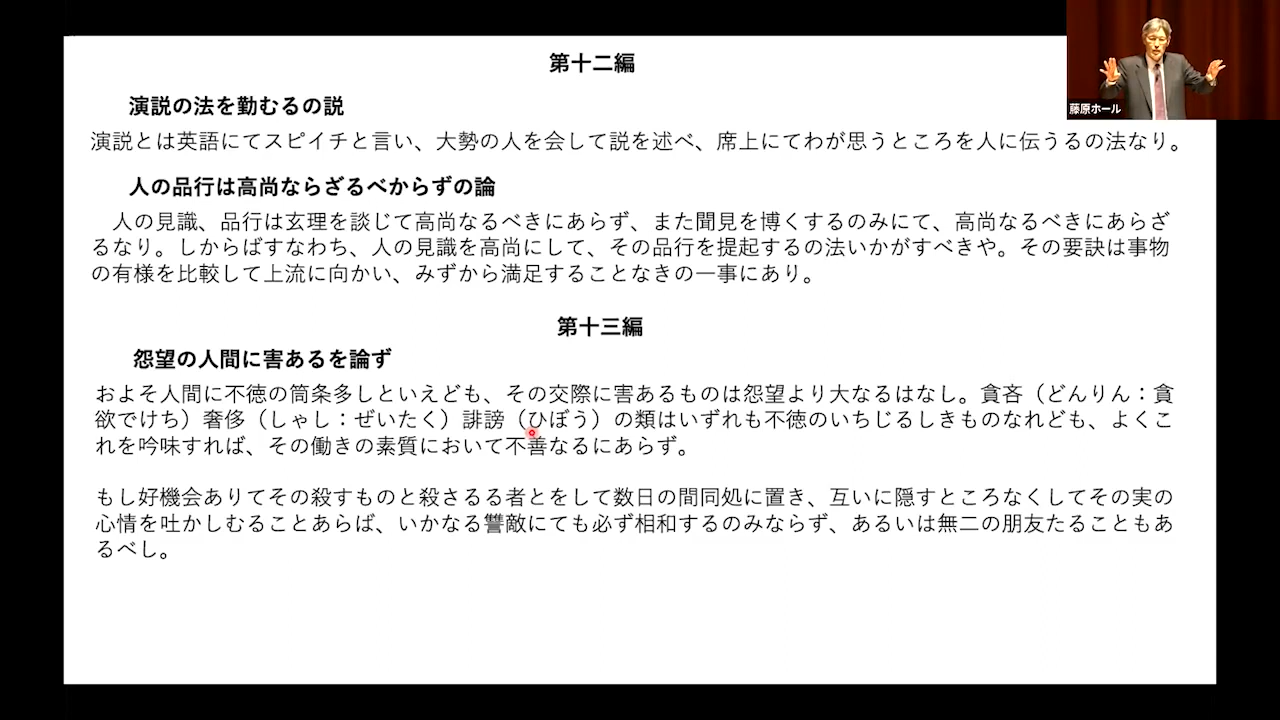 第十二編
藤原ホール
演説の法を勤むるの説
演説とは英語にてスピイチと言い、大勢の人を会して説を述べ、席上にてわが思うところを人に伝うるの法なり。
人の品行は高尚ならざるべからずの論
人の見識、品行は玄理を談じて高尚なるべきにあらず、また聞見を博くするのみにて、高尚なるべきにあらざ
るなり。しからばすなわち、人の見識を高尚にして、その品行を提起するの法いかがすべきや。その要訣は事物
の有様を比較して上流に向かい、みずから満足することなきの一事にあり。
第十三編
怨望の人間に害あるを論ず
およそ人間に不徳の筒条多しといえども、その交際に害あるものは怨望より大なるはなし。貪吝（どんりん：貪
欲でけち）奢侈（しゃし：ぜいたく）誹謗（ひぼう）の類はいずれも不徳のいちじるしきものなれども、よくこ
れを吟味すれば、その働きの素質において不善なるにあらず。
もし好機会ありてその殺すものと殺さるる者とをして数日の間同処に置き、互いに隠すところなくしてその実の
心情を吐かしむることあらば、いかなる讐敵にても必ず相和するのみならず、あるいは無二の朋友たることもあ
るべし。